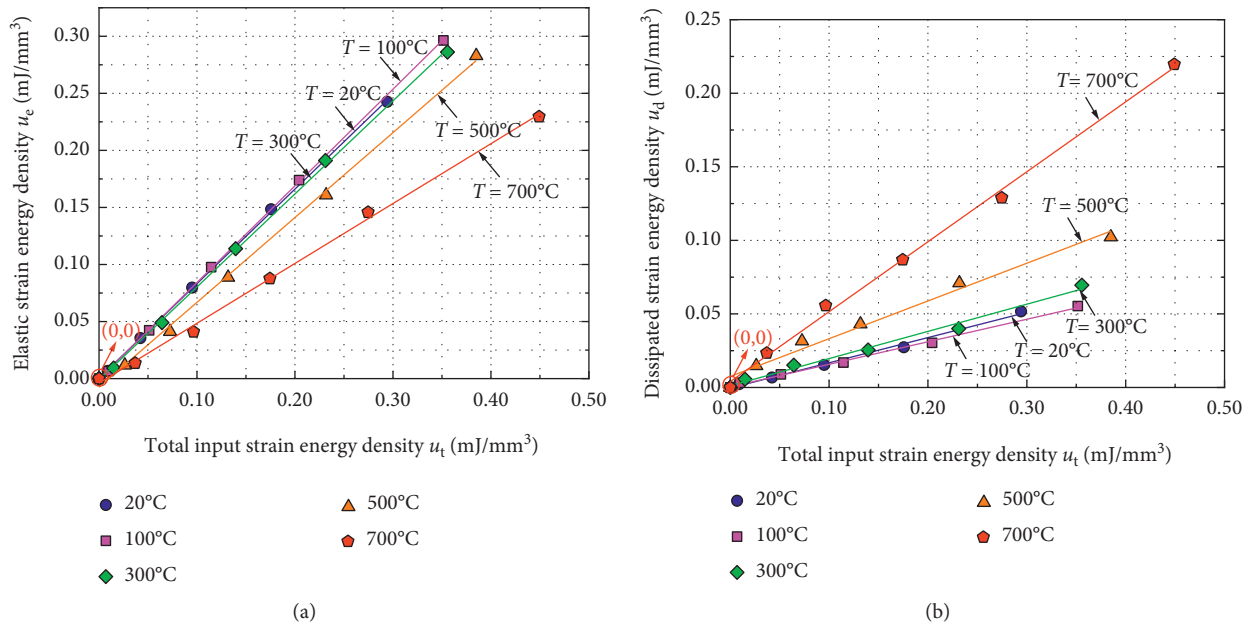 Elastic strain energy density u_e (mJ/mm³)
0.30
0.25
0.20
0.15
0.10
0.05
0.00
T = 100°C
T = 20°C
T = 300°C
T = 500°C
T = 700°C
(0,0)
0.00 0.10 0.20 0.30 0.40 0.50
Total input strain energy density u_t (mJ/mm³)
20°C 500°C
100°C 700°C
300°C
(a)
Dissipated strain energy density u_d (mJ/mm³)
0.25
0.20
0.15
0.10
0.05
0.00
T = 700°C
T = 500°C
T = 300°C
T = 20°C
T = 100°C
(0,0)
0.00 0.10 0.20 0.30 0.40 0.50
Total input strain energy density u_t (mJ/mm³)
20°C 500°C
100°C 700°C
300°C
(b)